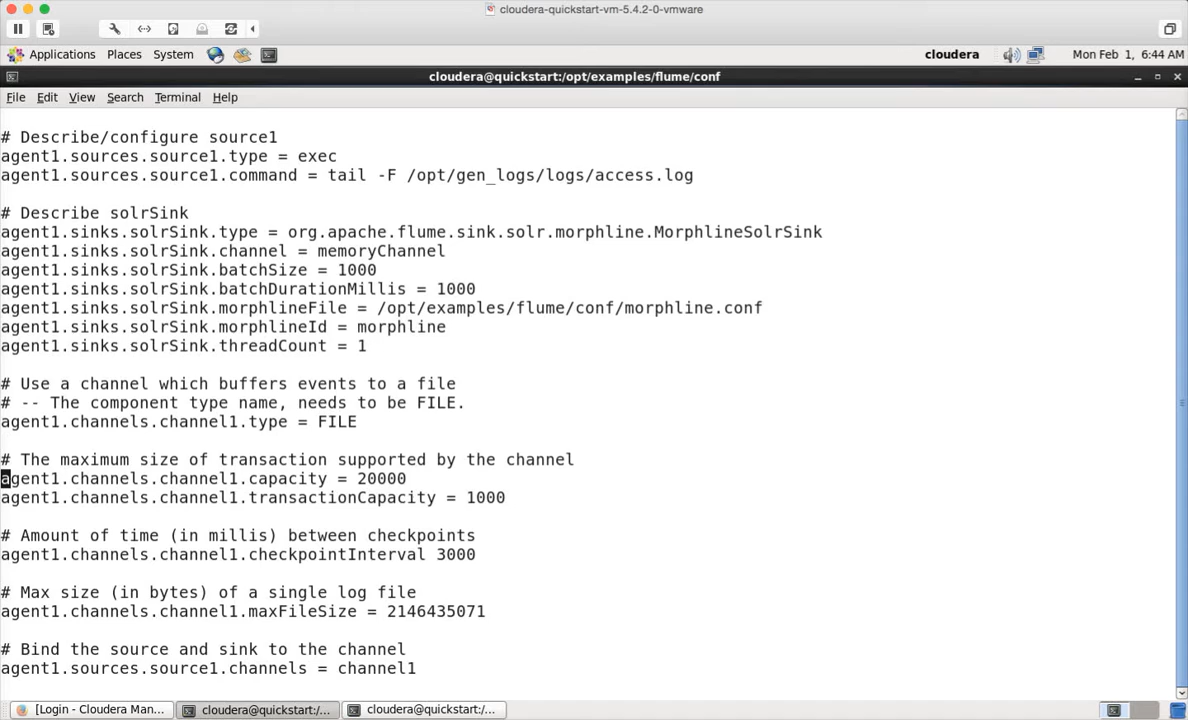 cloudera-quickstart-vm-5.4.2-0-vmware
Applications Places System cloudera Mon Feb 1, 6:44 AM
cloudera@quickstart:/opt/examples/flume/conf
File Edit View Search Terminal Help
# Describe/configure source1
agent1.sources.source1.type = exec
agent1.sources.source1.command = tail -F /opt/gen_logs/logs/access.log
# Describe solrSink
agent1.sinks.solrSink.type = org.apache.flume.sink.solr.morphline.MorphlineSolrSink
agent1.sinks.solrSink.channel = memoryChannel
agent1.sinks.solrSink.batchSize = 1000
agent1.sinks.solrSink.batchDurationMillis = 1000
agent1.sinks.solrSink.morphlineFile = /opt/examples/flume/conf/morphline.conf
agent1.sinks.solrSink.morphlineId = morphline
agent1.sinks.solrSink.threadCount = 1
# Use a channel which buffers events to a file
# -- The component type name, needs to be FILE.
agent1.channels.channel1.type = FILE
# The maximum size of transaction supported by the channel
agent1.channels.channel1.capacity = 20000
agent1.channels.channel1.transactionCapacity = 1000
# Amount of time (in millis) between checkpoints
agent1.channels.channel1.checkpointInterval 3000
# Max size (in bytes) of a single log file
agent1.channels.channel1.maxFileSize = 2146435071
# Bind the source and sink to the channel
agent1.sources.source1.channels = channel1
[Login - Cloudera Man... cloudera@quickstart:/... cloudera@quickstart:/...